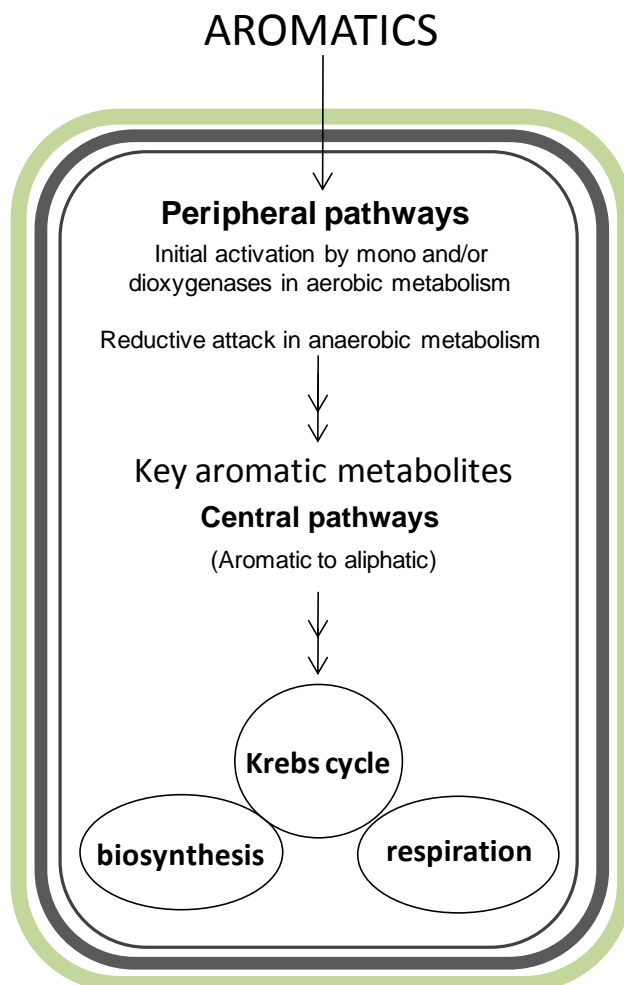 AROMATICS
Peripheral pathways
Initial activation by mono and/or
dioxygenases in aerobic metabolism
Reductive attack in anaerobic metabolism
Key aromatic metabolites
Central pathways
(Aromatic to aliphatic)
Krebs cycle
biosynthesis
respiration